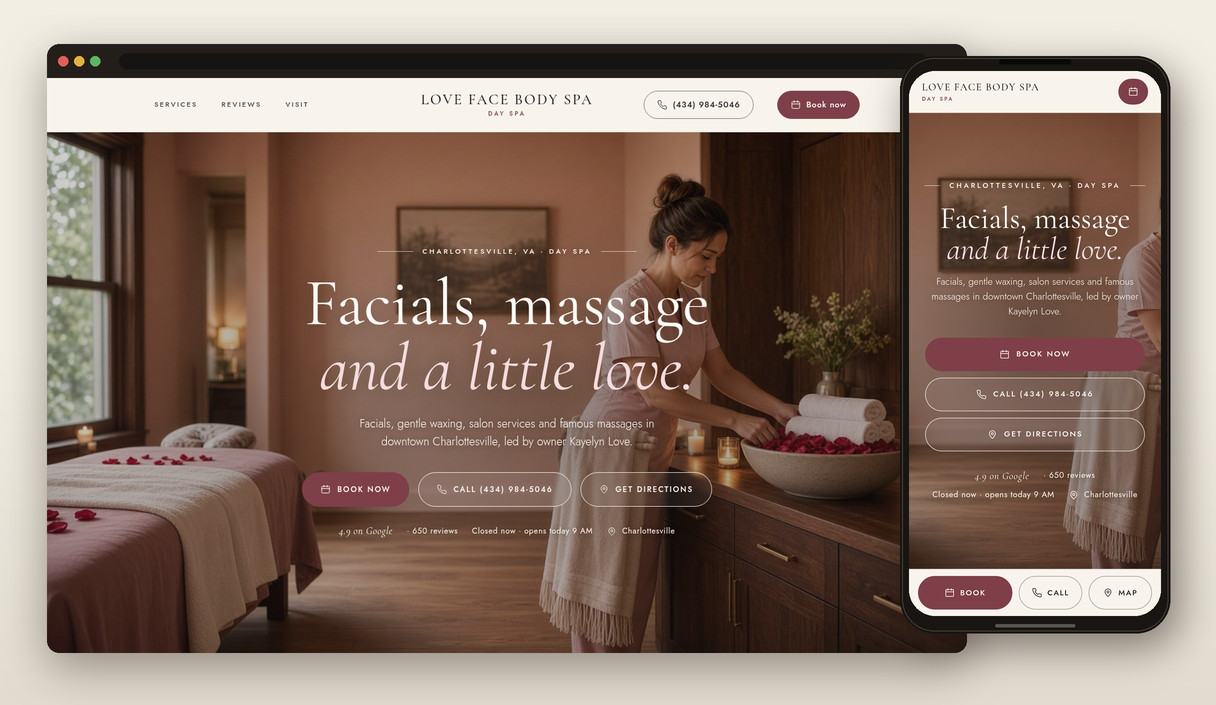 SERVICES REVIEWS VISIT
LOVE FACE BODY SPA
DAY SPA
(434) 984-5046
Book now
CHARLOTTESVILLE, VA · DAY SPA
Facials, massage
and a little love.
Facials, gentle waxing, salon services and famous massages in
downtown Charlottesville, led by owner Kayelyn Love.
BOOK NOW
CALL (434) 984-5046
GET DIRECTIONS
4.9 on Google · 650 reviews Closed now · opens today 9 AM Charlottesville
LOVE FACE BODY SPA
DAY SPA
CHARLOTTESVILLE, VA · DAY SPA
Facials, massage
and a little love.
Facials, gentle waxing, salon services and famous
massages in downtown Charlottesville, led by owner
Kayelyn Love.
BOOK NOW
CALL (434) 984-5046
GET DIRECTIONS
4.9 on Google · 650 reviews
Closed now · opens today 9 AM Charlottesville
BOOK
CALL
MAP